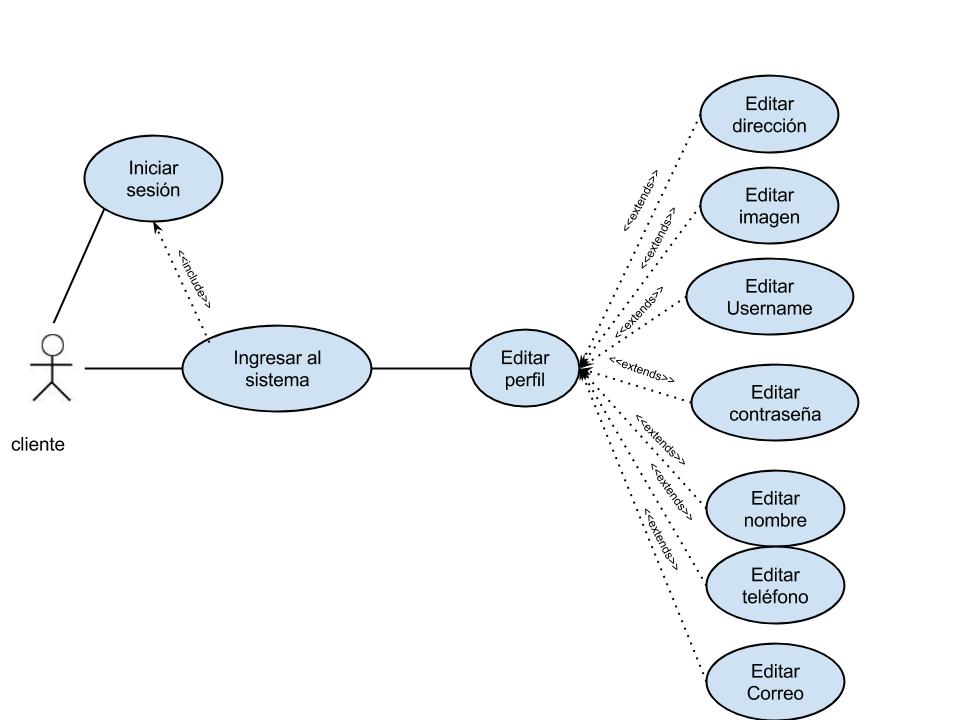 Editar
dirección
Iniciar
sesión
<<extends>>
Editar
imagen
<<extends>>
<<include>>
Editar
Username
<<extends>>
Ingresar al
sistema
Editar
perfil
<<extends>>
Editar
contraseña
cliente
<<extends>>
Editar
nombre
<<extends>>
<<extends>>
Editar
teléfono
Editar
Correo